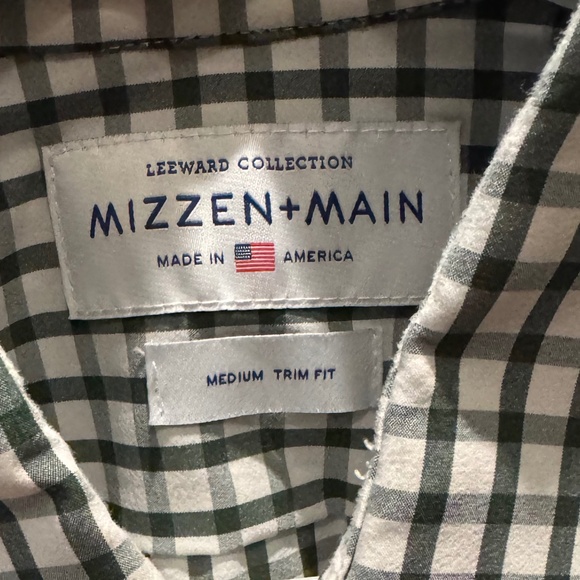 LEEWARD COLLECTION
MIZZEN+MAIN
MADE IN AMERICA
MEDIUM TRIM FIT